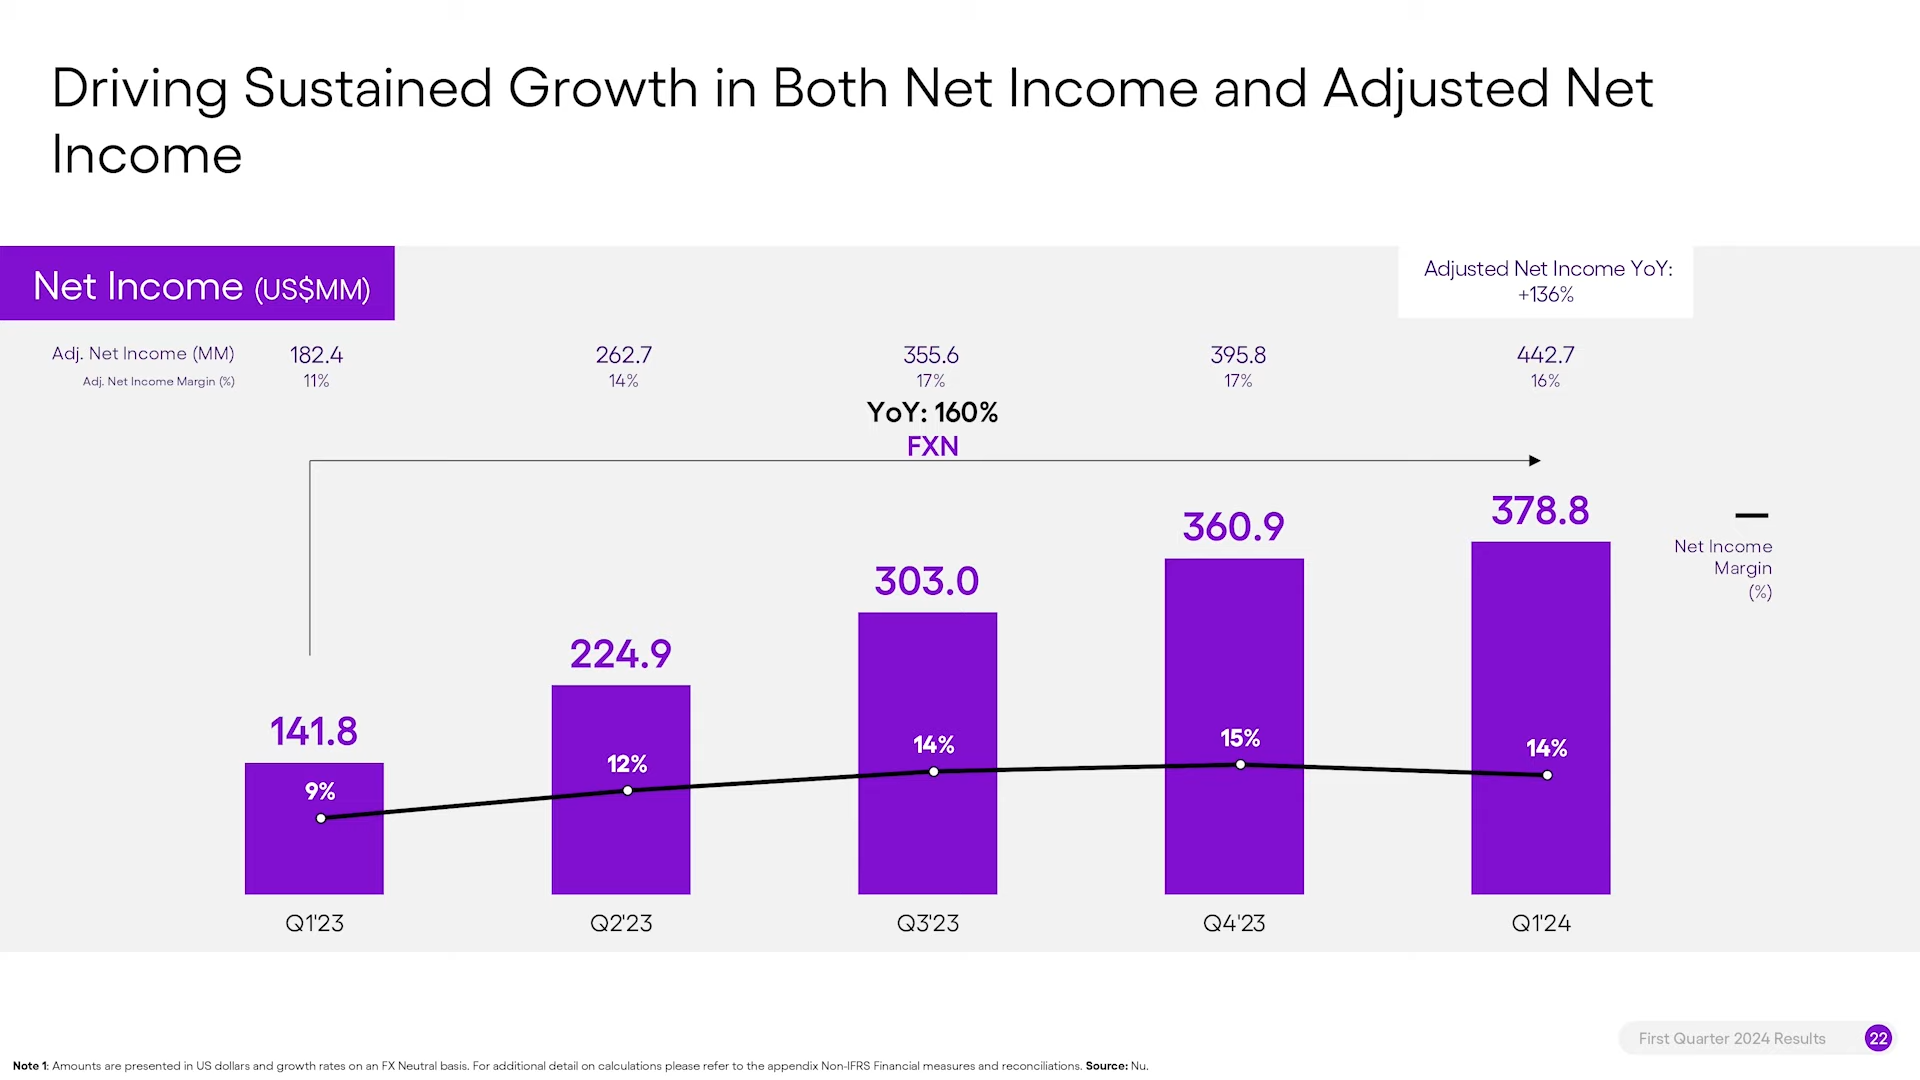 Driving Sustained Growth in Both Net Income and Adjusted Net
Income
Net Income (US$MM)
Adjusted Net Income YoY:
+136%
Adj. Net Income (MM) 182.4 262.7 355.6 395.8 442.7
Adj. Net Income Margin (%) 11% 14% 17% 17% 16%
YoY: 160%
FXN
141.8 224.9 303.0 360.9 378.8
Net Income
Margin
(%)
9% 12% 14% 15% 14%
Q1'23 Q2'23 Q3'23 Q4'23 Q1'24
First Quarter 2024 Results 22
Note 1: Amounts are presented in US dollars and growth rates on an FX Neutral basis. For additional detail on calculations please refer to the appendix Non-IFRS Financial measures and reconciliations. Source: Nu.